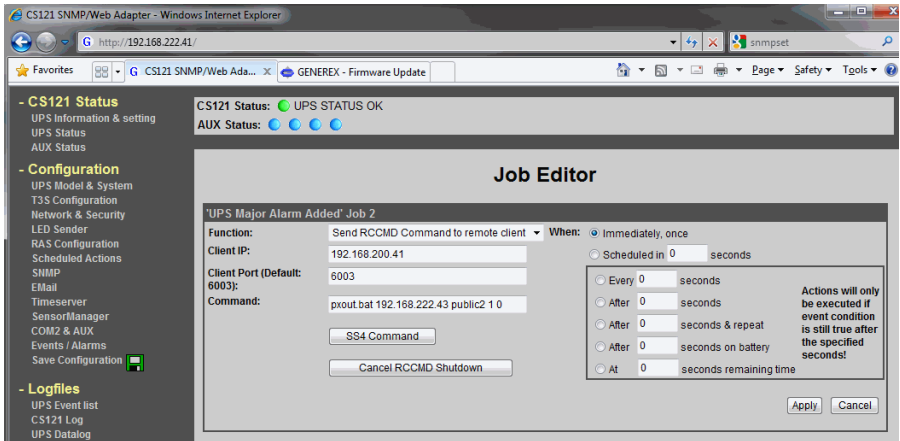 CS121 SNMP/Web Adapter - Windows Internet Explorer
G http://192.168.222.41/
snmpset
Favorites
G CS121 SNMP/Web Ada... X
GENEREX - Firmware Update
Page Safety Tools
- CS121 Status
UPS Information & setting
UPS Status
AUX Status
- Configuration
UPS Model & System
T3S Configuration
Network & Security
LED Sender
RAS Configuration
Scheduled Actions
SNMP
EMail
Timeserver
SensorManager
COM2 & AUX
Events / Alarms
Save Configuration
- Logfiles
UPS Event list
CS121 Log
UPS Datalog
CS121 Status: UPS STATUS OK
AUX Status:
Job Editor
'UPS Major Alarm Added' Job 2
Function: Send RCCMD Command to remote client
Client IP: 192.168.200.41
Client Port (Default: 6003): 6003
Command: pxout.bat 192.168.222.43 public2 1 0
SS4 Command
Cancel RCCMD Shutdown
When: Immediately, once
Scheduled in 0 seconds
Every 0 seconds
After 0 seconds
After 0 seconds & repeat
After 0 seconds on battery
At 0 seconds remaining time
Actions will only
be executed if
event condition
is still true after
the specified
seconds!
Apply Cancel